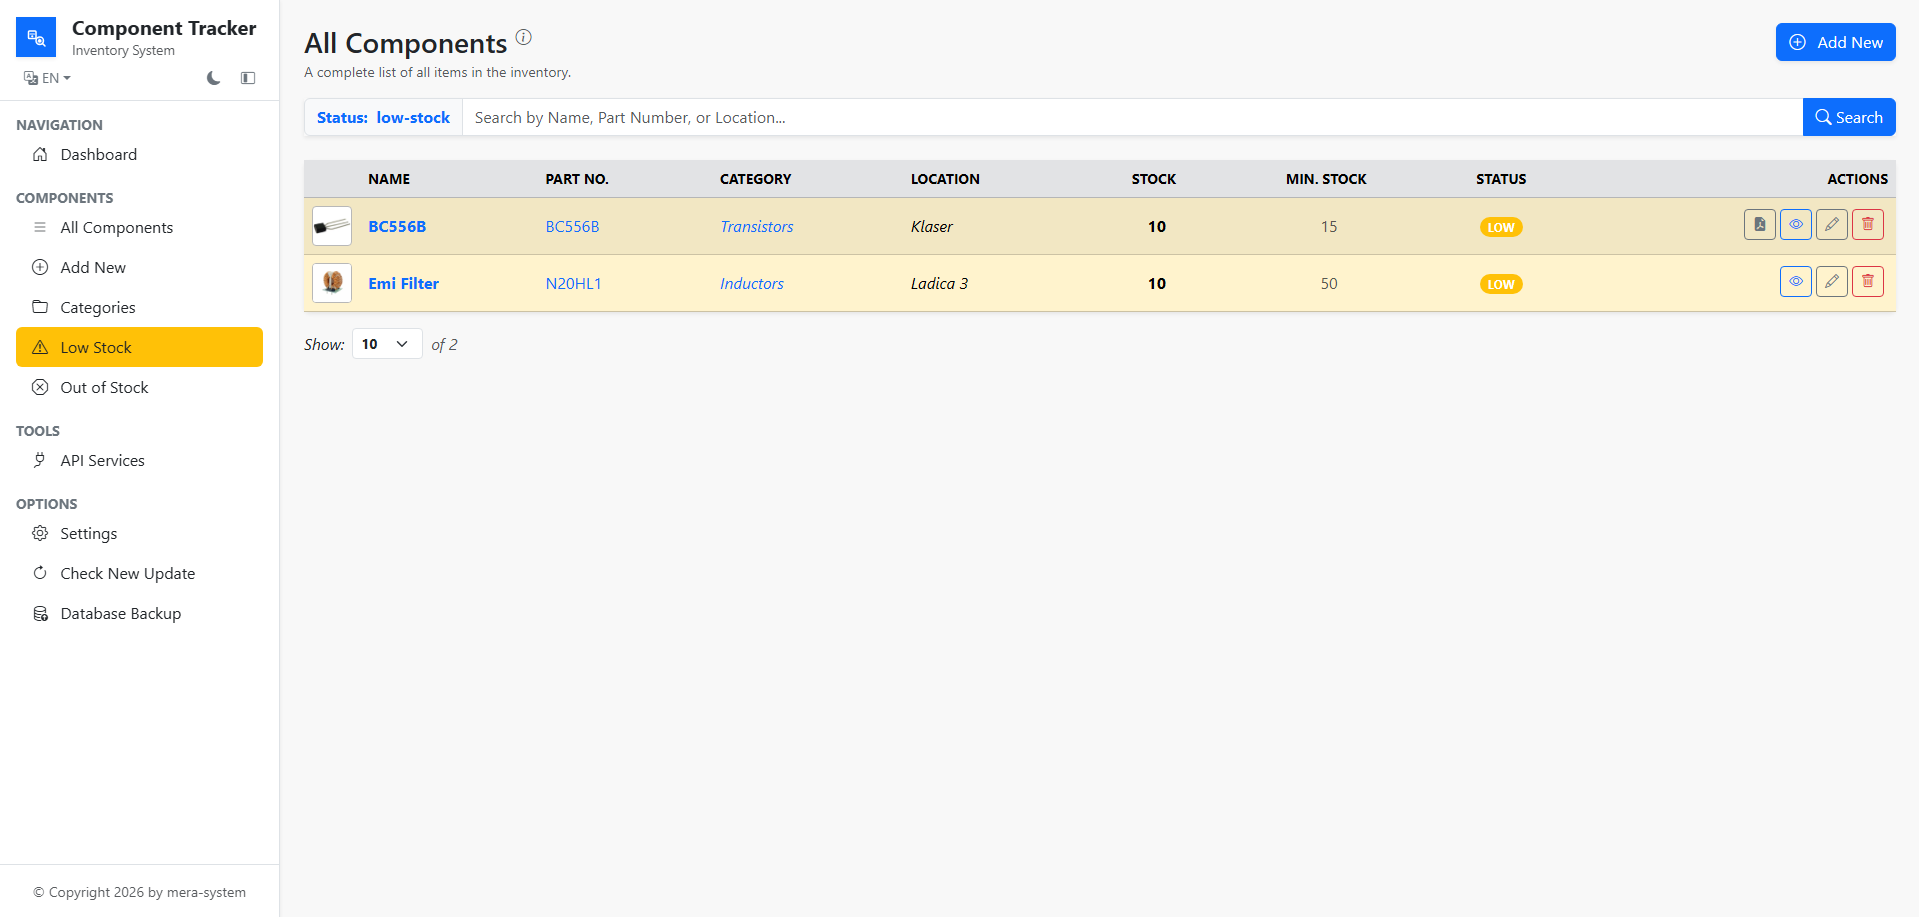 Component Tracker
Inventory System
EN
NAVIGATION
Dashboard
COMPONENTS
All Components
Add New
Categories
Low Stock
Out of Stock
TOOLS
API Services
OPTIONS
Settings
Check New Update
Database Backup
© Copyright 2026 by mera-system
All Components
A complete list of all items in the inventory.
Add New
Status: low-stock Search by Name, Part Number, or Location... Search
NAME PART NO. CATEGORY LOCATION STOCK MIN. STOCK STATUS ACTIONS
BC556B BC556B Transistors Klaser 10 15 LOW
Emi Filter N20HL1 Inductors Ladica 3 10 50 LOW
Show: 10 of 2